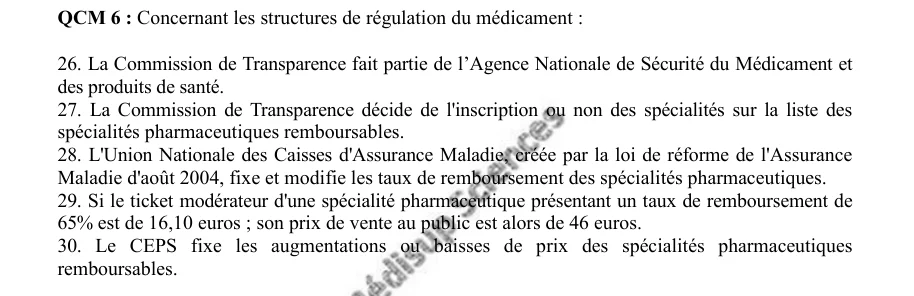 QCM 6 : Concernant les structures de régulation du médicament :
26. La Commission de Transparence fait partie de l’Agence Nationale de Sécurité du Médicament et
des produits de santé.
27. La Commission de Transparence décide de l'inscription ou non des spécialités sur la liste des
spécialités pharmaceutiques remboursables.
28. L'Union Nationale des Caisses d'Assurance Maladie, créée par la loi de réforme de l'Assurance
Maladie d'août 2004, fixe et modifie les taux de remboursement des spécialités pharmaceutiques.
29. Si le ticket modérateur d'une spécialité pharmaceutique présentant un taux de remboursement de
65% est de 16,10 euros ; son prix de vente au public est alors de 46 euros.
30. Le CEPS fixe les augmentations ou baisses de prix des spécialités pharmaceutiques
remboursables.
édisup Sciences